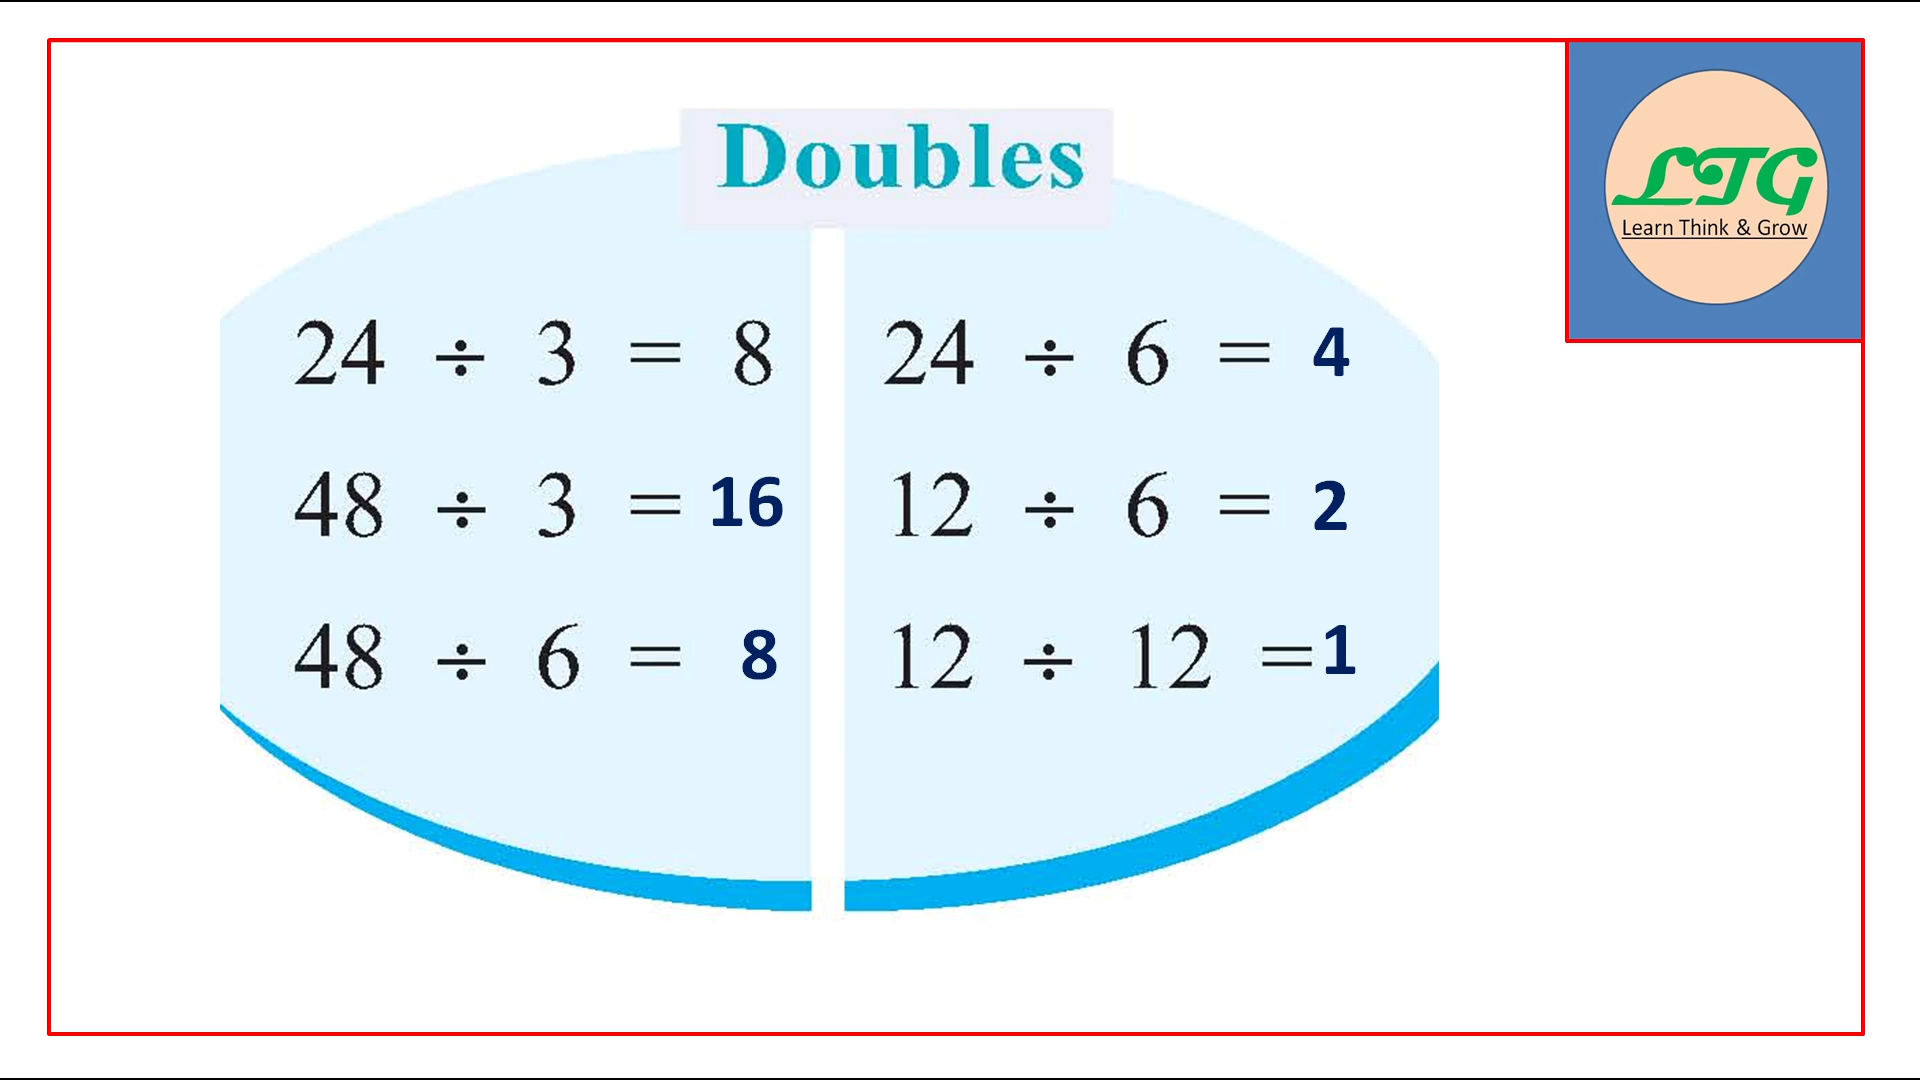 Doubles
LTG
Learn Think & Grow
24 ÷ 3 = 8
48 ÷ 3 = 16
48 ÷ 6 = 8
24 ÷ 6 = 4
12 ÷ 6 = 2
12 ÷ 12 = 1